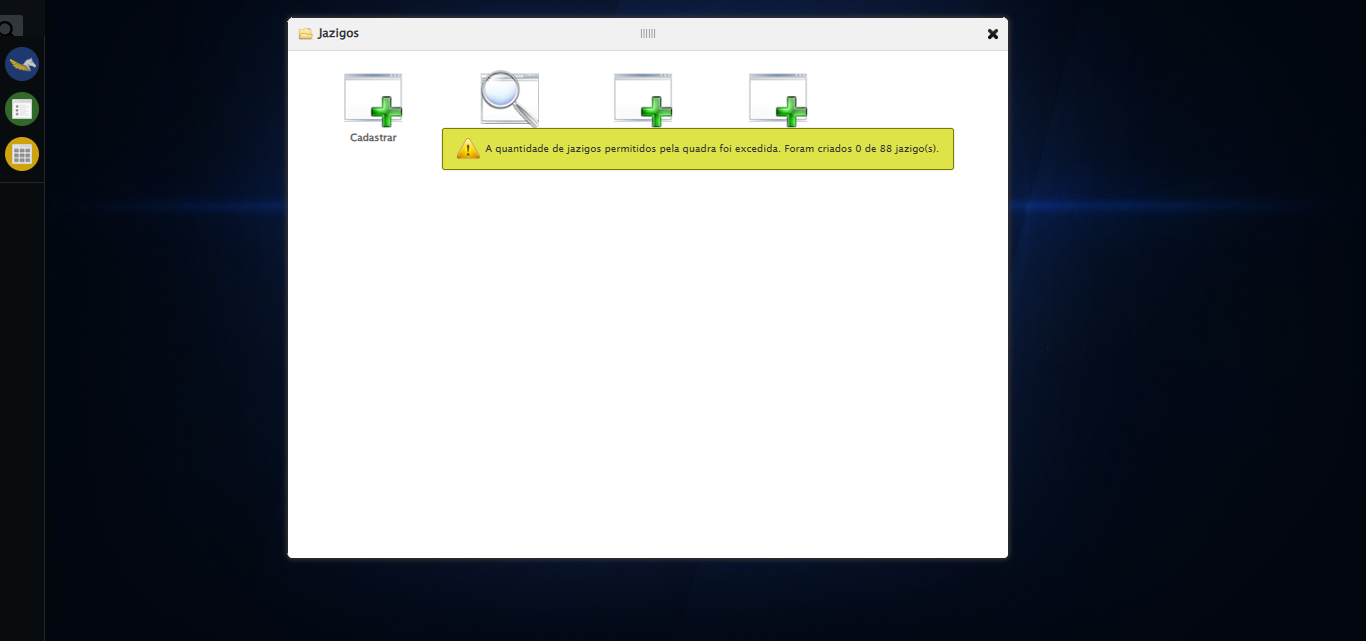 Jazigos
Cadastrar
A quantidade de jazigos permitidos pela quadra foi excedida. Foram criados 0 de 88 jazigo(s).